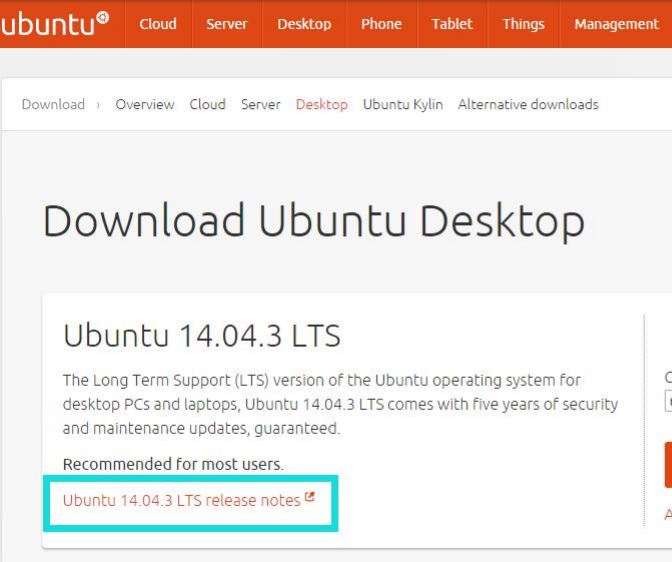 ubuntu® Cloud Server Desktop Phone Tablet Things Management
Download › Overview Cloud Server Desktop Ubuntu Kylin Alternative downloads
Download Ubuntu Desktop
Ubuntu 14.04.3 LTS
The Long Term Support (LTS) version of the Ubuntu operating system for
desktop PCs and laptops, Ubuntu 14.04.3 LTS comes with five years of security
and maintenance updates, guaranteed.
Recommended for most users.
Ubuntu 14.04.3 LTS release notes